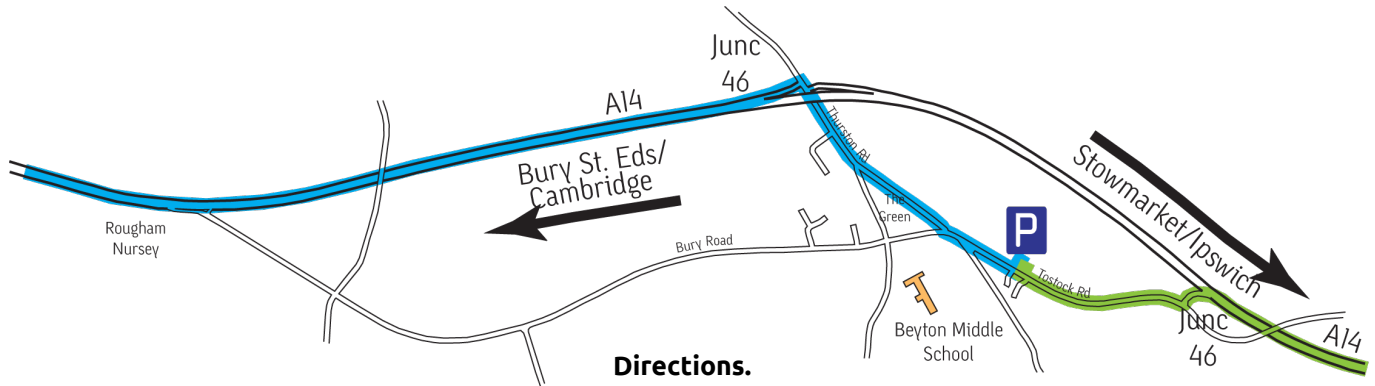 Junc
46
A14
Thurston Rd
Bury St. Eds/
Cambridge
Stowmarket/Ipswich
The
Green
P
Rougham
Nursey
Bury Road
Tostock Rd
Beyton Middle
School
Junc
46
A14
Directions.